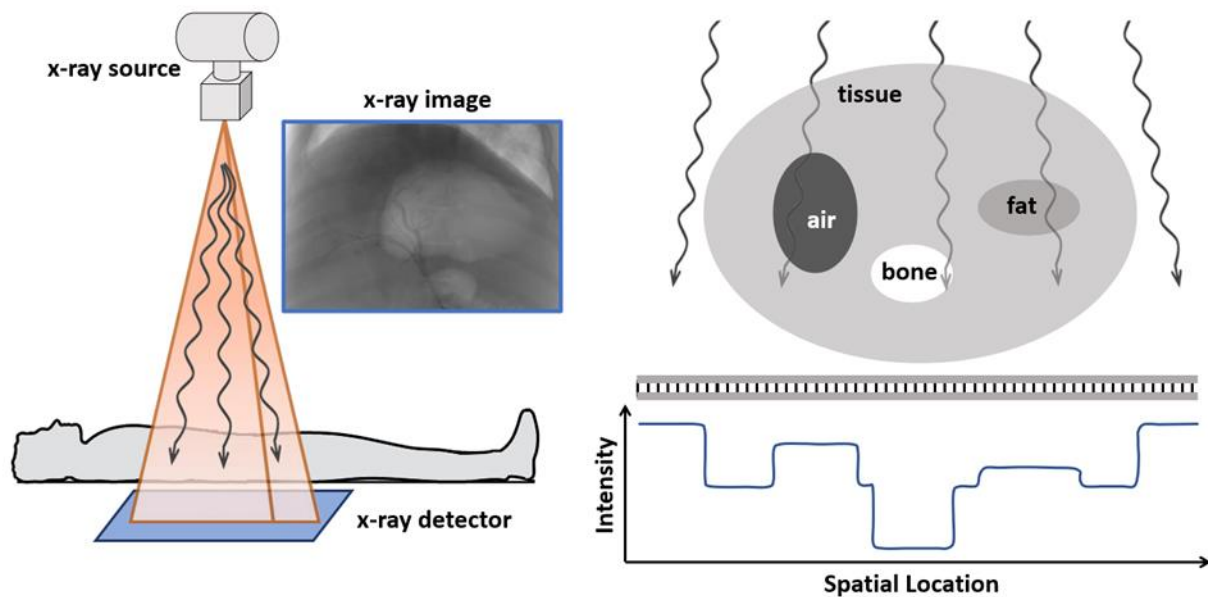 x-ray source
x-ray image
x-ray detector
tissue
air
fat
bone
Intensity
Spatial Location